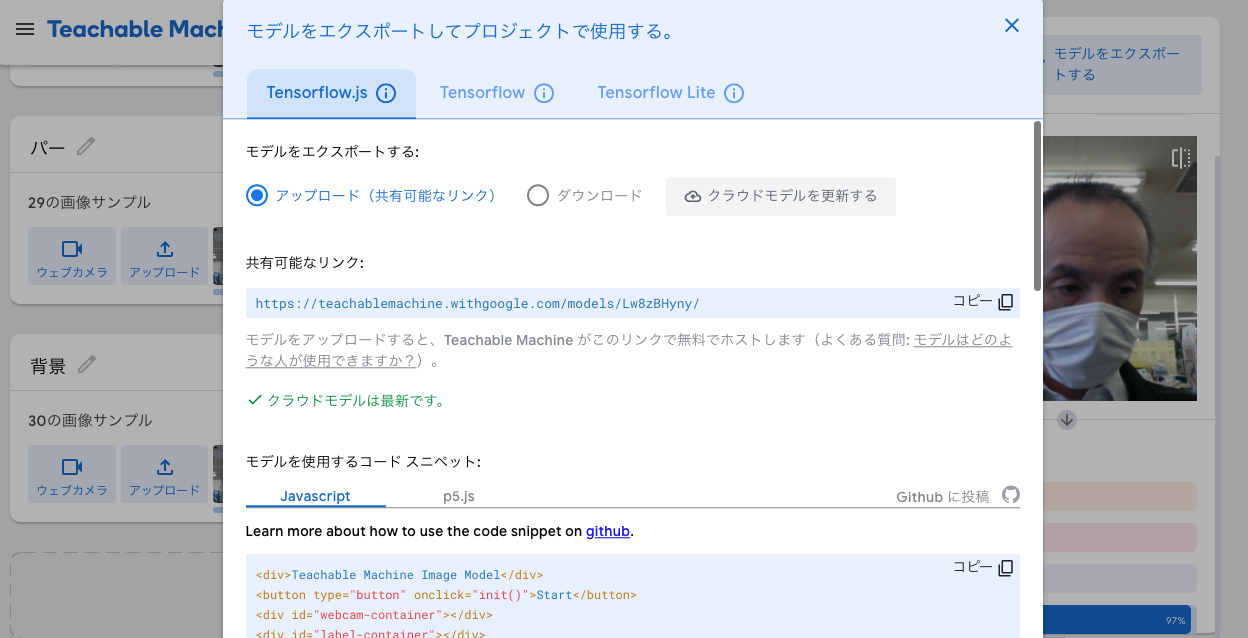 Teachable Mach
モデルをエクスポートしてプロジェクトで使用する。
モデルをエクスポー
トする
Tensorflow.js
Tensorflow
Tensorflow Lite
モデルをエクスポートする:
アップロード（共有可能なリンク）
ダウンロード
クラウドモデルを更新する
パー
29の画像サンプル
ウェブカメラ
アップロード
共有可能なリンク:
https://teachablemachine.withgoogle.com/models/Lw8zBHyny/
コピー
モデルをアップロードすると、Teachable Machine がこのリンクで無料でホストします（よくある質問: モデルはどのよ
うな人が使用できますか？）。
クラウドモデルは最新です。
背景
30の画像サンプル
ウェブカメラ
アップロード
モデルを使用するコード スニペット:
Javascript
p5.js
Github に投稿
Learn more about how to use the code snippet on github.
コピー
<div>Teachable Machine Image Model</div>
<button type="button" onclick="init()">Start</button>
<div id="webcam-container"></div>
<div id="label-container"></div>
97%